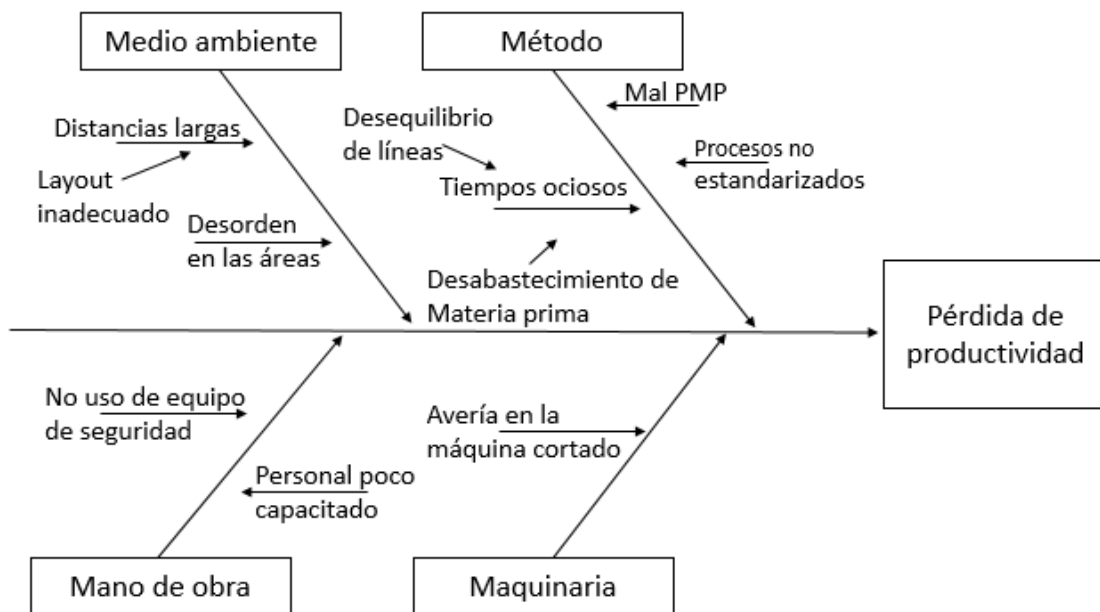 Medio ambiente
Método
Mal PMP
Distancias largas
Desequilibrio
de líneas
Procesos no
estandarizados
Layout
inadecuado
Tiempos ociosos
Desorden
en las áreas
Desabastecimiento de
Materia prima
Pérdida de
productividad
No uso de equipo
de seguridad
Avería en la
máquina cortado
Personal poco
capacitado
Mano de obra
Maquinaria